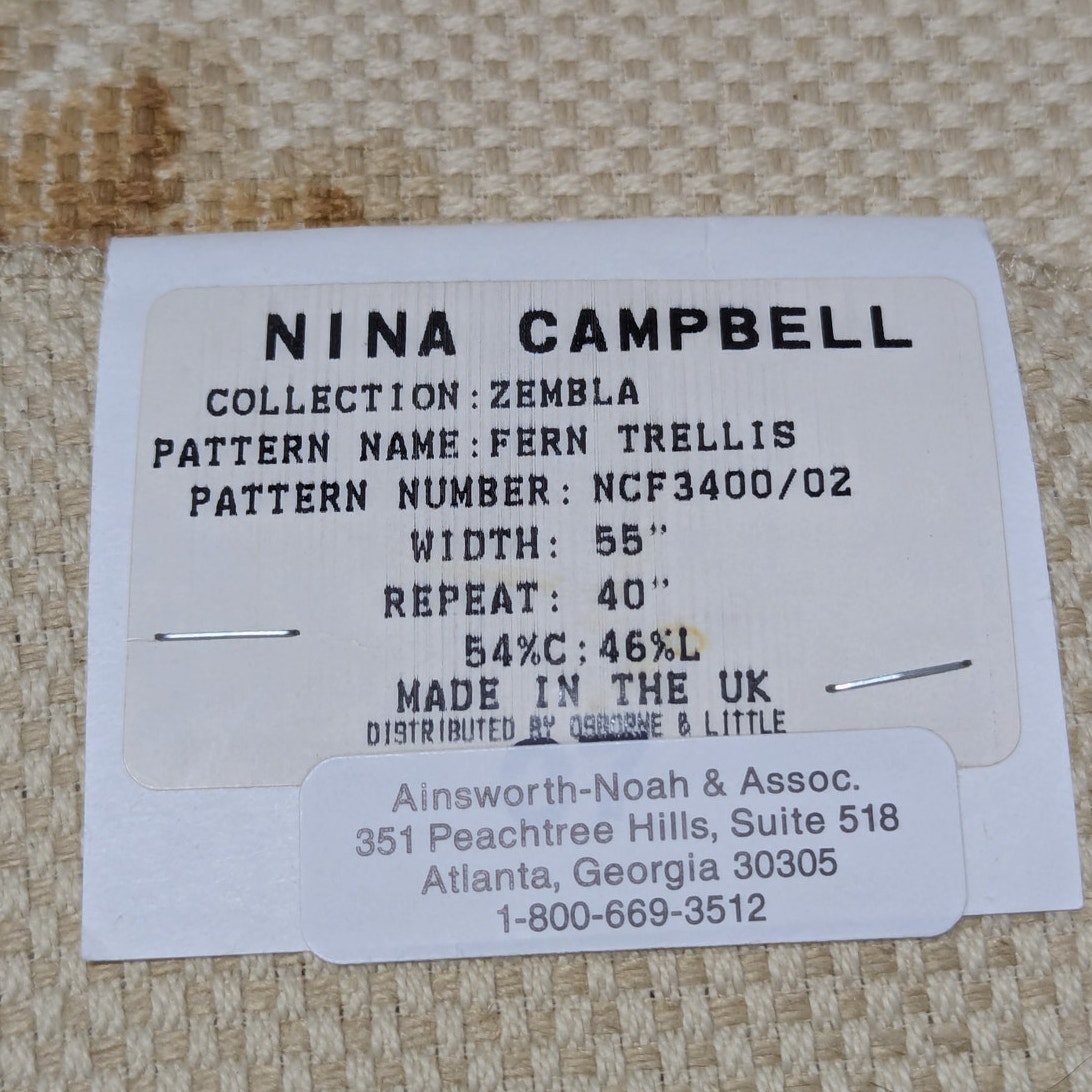 NINA CAMPBELL
COLLECTION:ZEMBLA
PATTERN NAME:FERN TRELLIS
PATTERN NUMBER: NCF3400/02
WIDTH: 55"
REPEAT: 40"
54%C:46%L
MADE IN THE UK
DISTRIBUTED BY OSBORNE & LITTLE
Ainsworth-Noah & Assoc.
351 Peachtree Hills, Suite 518
Atlanta, Georgia 30305
1-800-669-3512